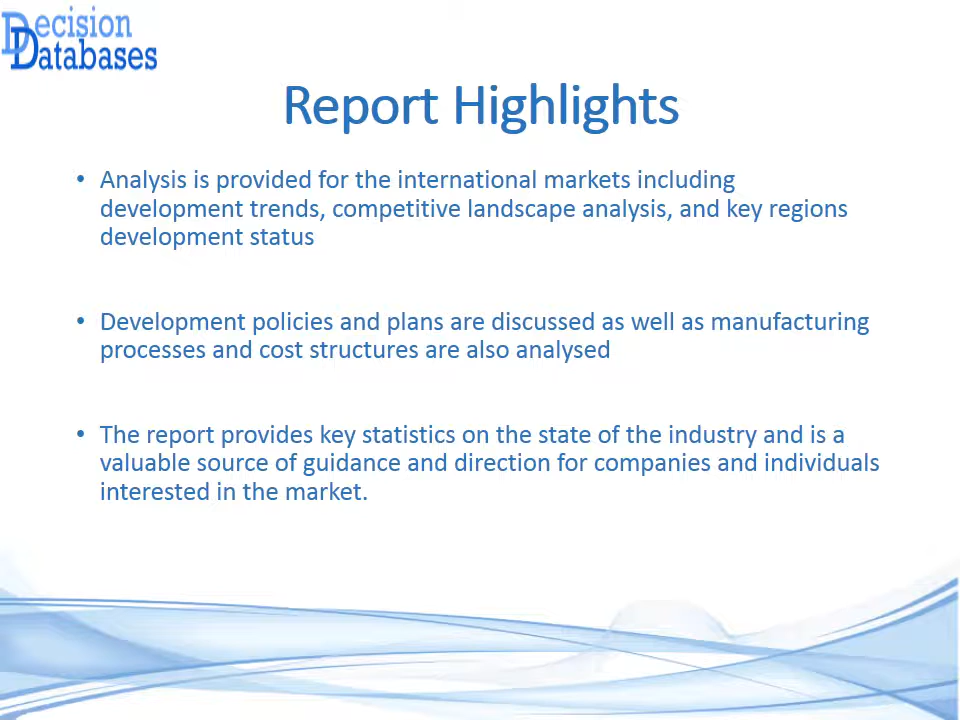 Decision
Databases
Report Highlights
• Analysis is provided for the international markets including
development trends, competitive landscape analysis, and key regions
development status
• Development policies and plans are discussed as well as manufacturing
processes and cost structures are also analysed
• The report provides key statistics on the state of the industry and is a
valuable source of guidance and direction for companies and individuals
interested in the market.